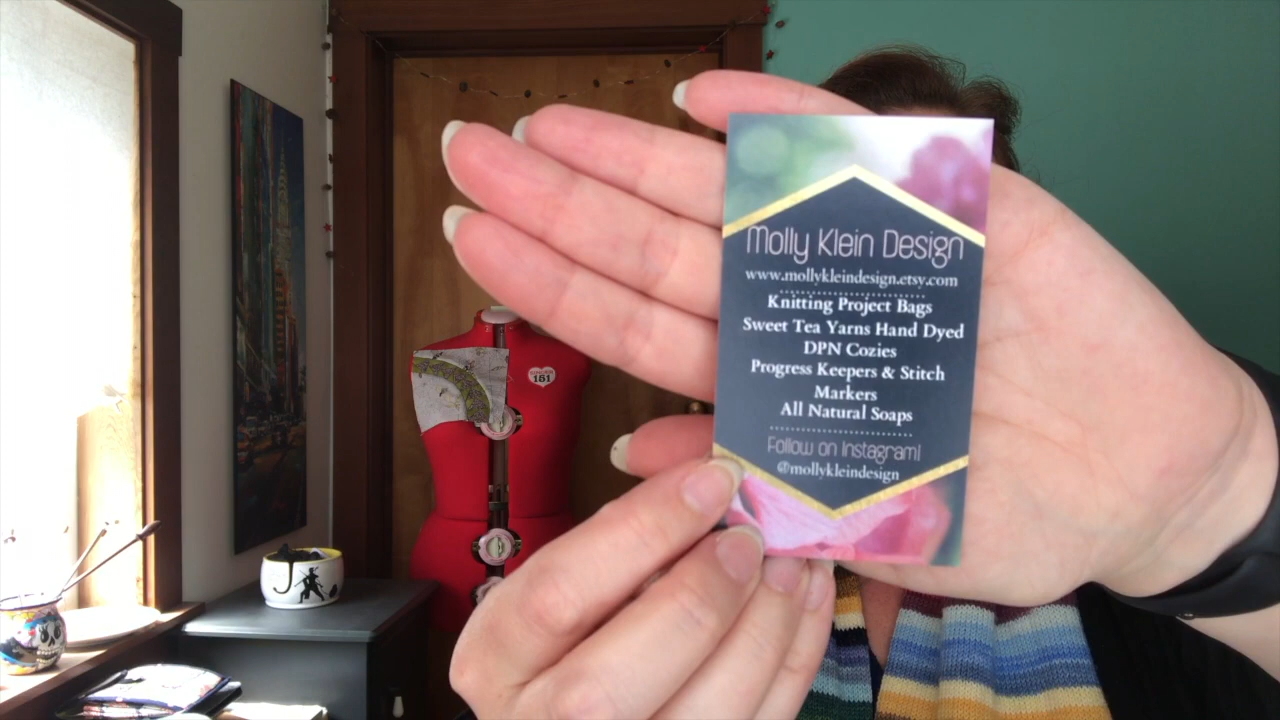 Molly Klein Design
www.mollykleindesign.etsy.com
Knitting Project Bags
Sweet Tea Yarns Hand Dyed
DPN Cozies
Progress Keepers & Stitch
Markers
All Natural Soaps
Follow on Instagram!
@mollykleindesign
151